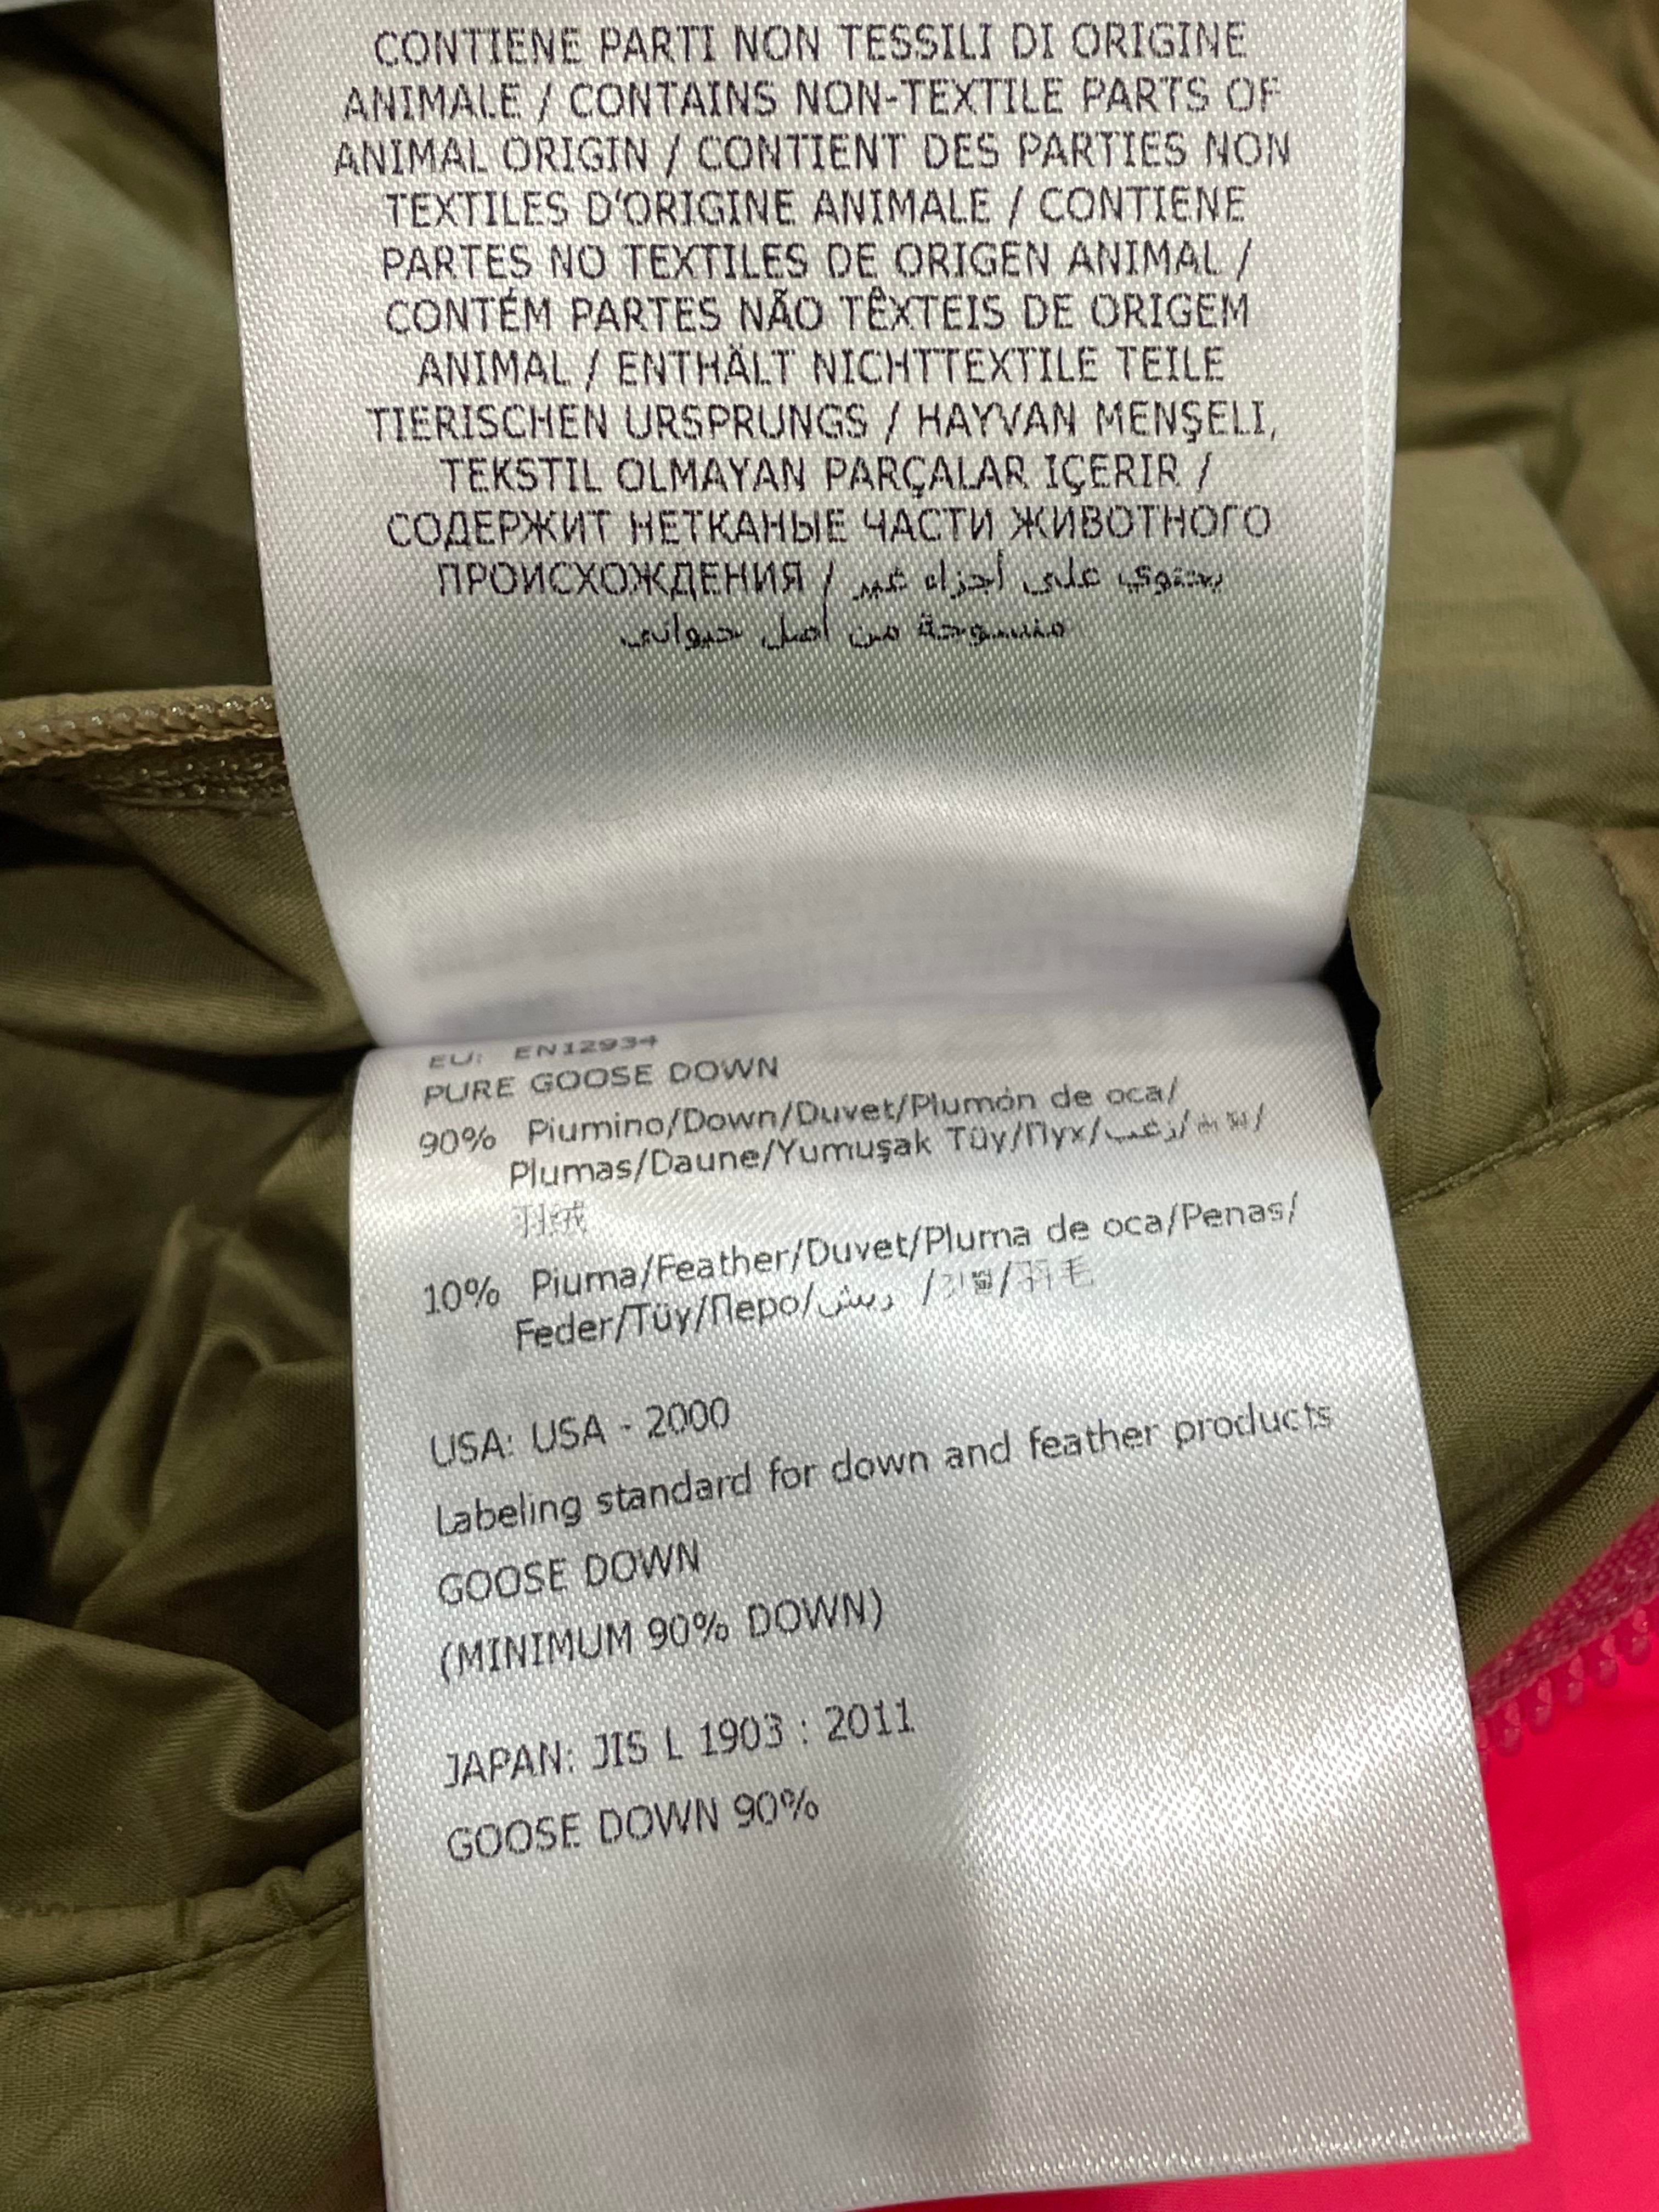 CONTIENE PARTI NON TESSILI DI ORIGINE
ANIMALE / CONTAINS NON-TEXTILE PARTS OF
ANIMAL ORIGIN / CONTIENT DES PARTIES NON
TEXTILES D'ORIGINE ANIMALE / CONTIENE
PARTES NO TEXTILES DE ORIGEN ANIMAL /
CONTÉM PARTES NÃO TÊXTEIS DE ORIGEM
ANIMAL / ENTHÄLT NICHTTEXTILE TEILE
TIERISCHEN URSPRUNGS / HAYVAN MENŞELI,
TEKSTIL OLMAYAN PARÇALAR IÇERIR /
СОДЕРЖИТ НЕТКАНЫЕ ЧАСТИ ЖИВОТНОГО
ПРОИСХОЖДЕНИЯ / يحتوي على أجزاء غير
منسوجة من أصل حيواني
EU: EN12934
PURE GOOSE DOWN
90% Piumino/Down/Duvet/Plumón de oca/
Plumas/Daune/Yumuşak Tüy/Пух/زغب/
羽绒
10% Piuma/Feather/Duvet/Pluma de oca/Penas/
Feder/Tüy/Перо/ريش /깃털/羽毛
USA: USA - 2000
Labeling standard for down and feather products
GOOSE DOWN
(MINIMUM 90% DOWN)
JAPAN: JIS L 1903 : 2011
GOOSE DOWN 90%